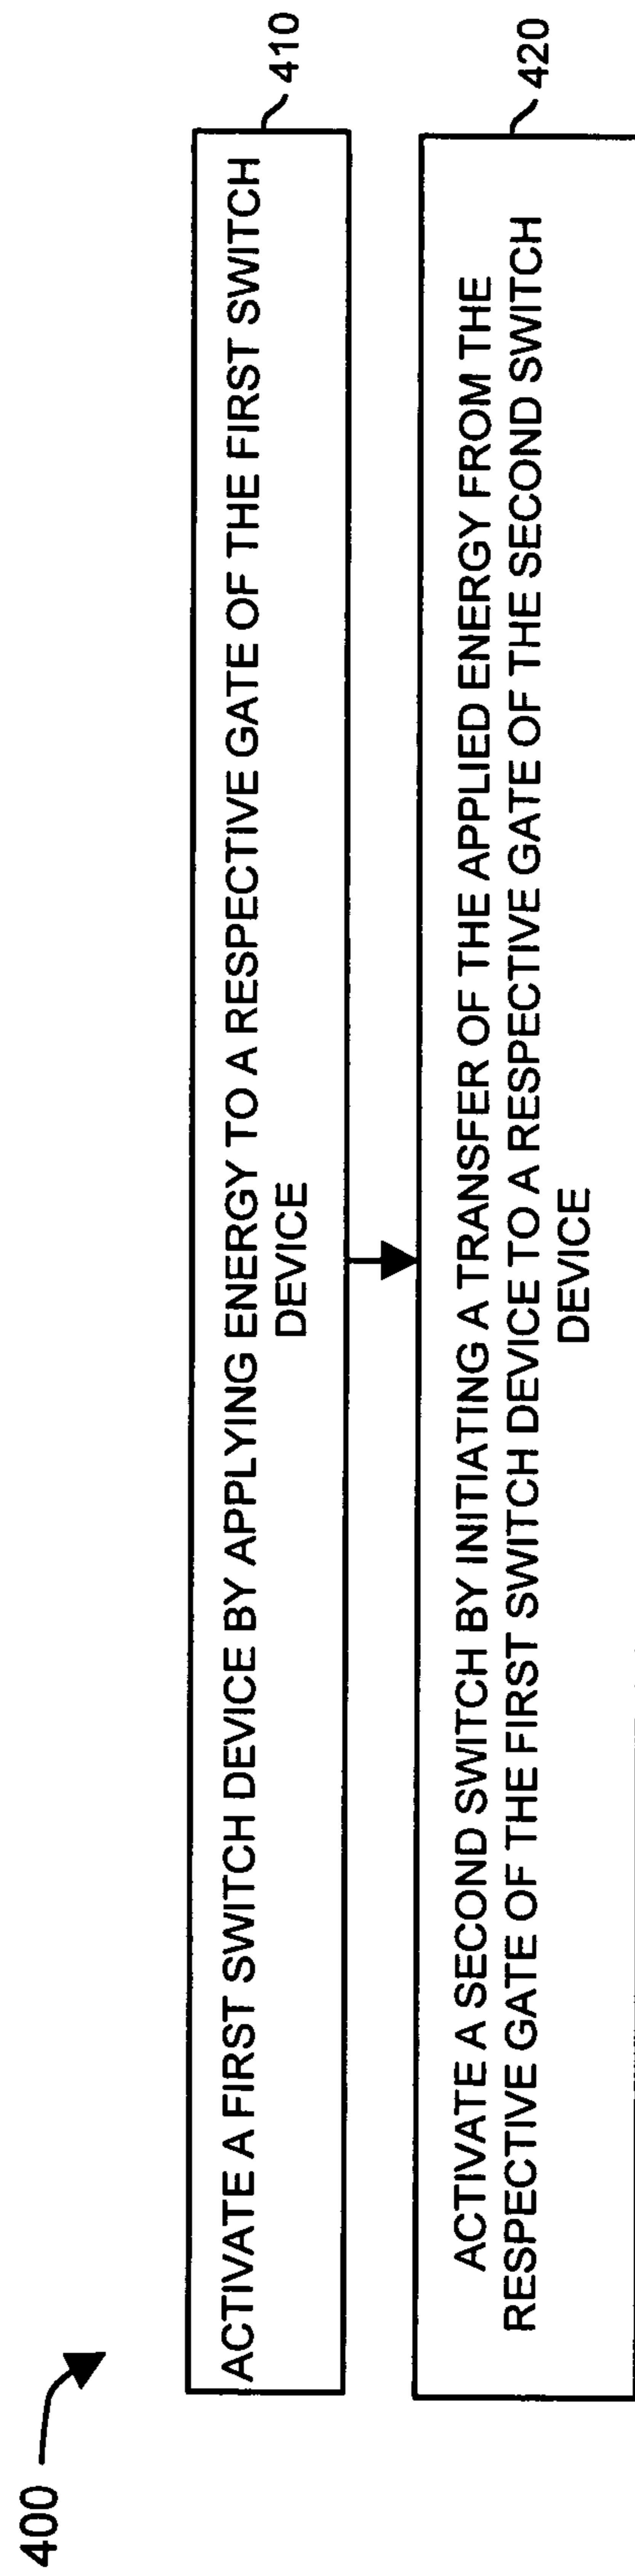 400
ACTIVATE A FIRST SWITCH DEVICE BY APPLYING ENERGY TO A RESPECTIVE GATE OF THE FIRST SWITCH
DEVICE
410
ACTIVATE A SECOND SWITCH BY INITIATING A TRANSFER OF THE APPLIED ENERGY FROM THE
RESPECTIVE GATE OF THE FIRST SWITCH DEVICE TO A RESPECTIVE GATE OF THE SECOND SWITCH
DEVICE
420